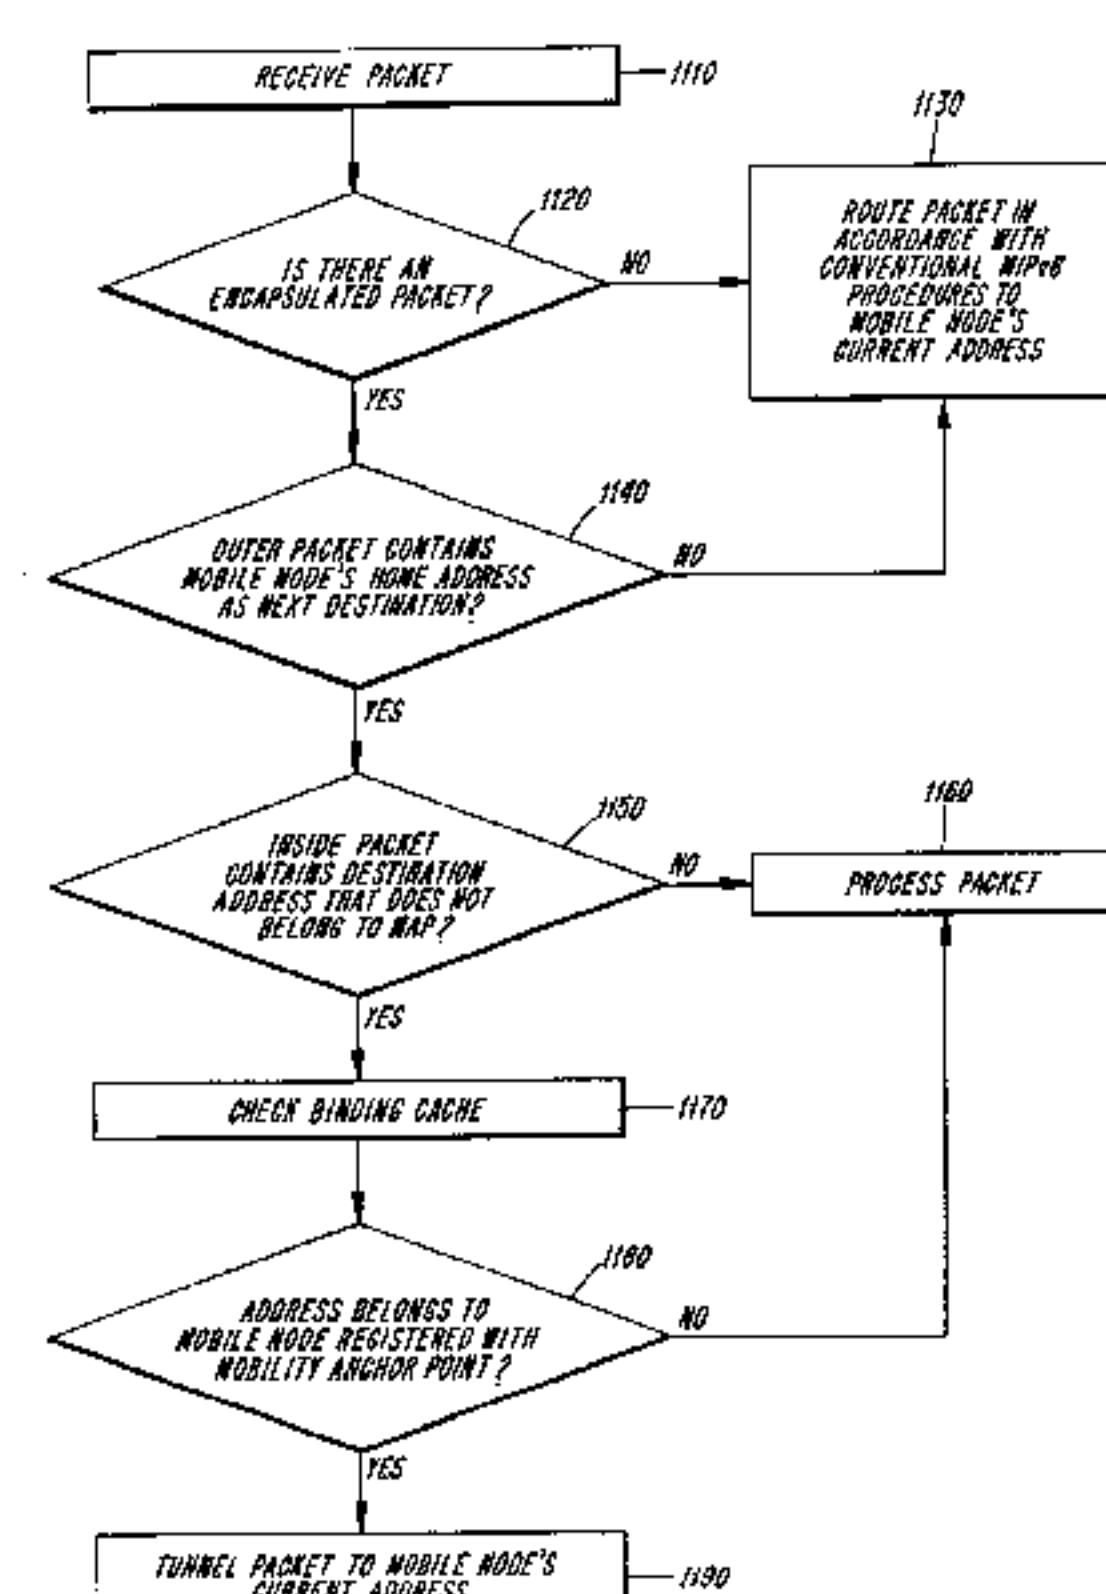 RECEIVE PACKET
1110
1130
ROUTE PACKET IN
ACCORDANCE WITH
CONVENTIONAL MIPv6
PROCEDURES TO
MOBILE NODE'S
CURRENT ADDRESS
1120
IS THERE AN
ENCAPSULATED PACKET?
NO
YES
1140
OUTER PACKET CONTAINS
MOBILE NODE'S HOME ADDRESS
AS NEXT DESTINATION?
NO
YES
1150
INSIDE PACKET
CONTAINS DESTINATION
ADDRESS THAT DOES NOT
BELONG TO MAP?
NO
1160
PROCESS PACKET
YES
CHECK BINDING CACHE
1170
1180
ADDRESS BELONGS TO
MOBILE NODE REGISTERED WITH
MOBILITY ANCHOR POINT?
NO
YES
TUNNEL PACKET TO MOBILE NODE'S
CURRENT ADDRESS
1190